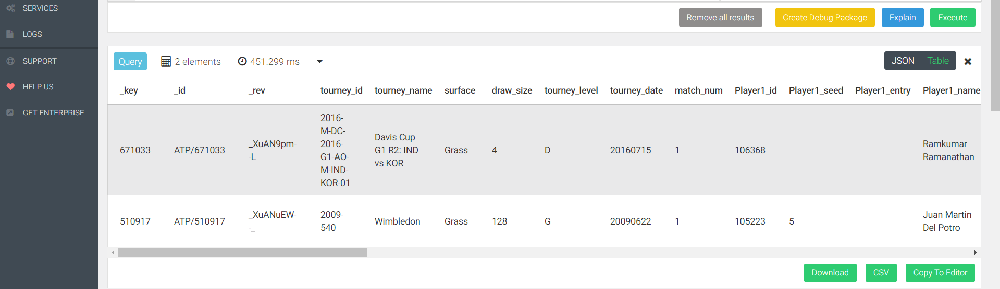 SERVICES
LOGS
SUPPORT
HELP US
GET ENTERPRISE
Remove all results Create Debug Package Explain Execute
Query 2 elements 451.299 ms JSON Table
_key _id _rev tourney_id tourney_name surface draw_size tourney_level tourney_date match_num Player1_id Player1_seed Player1_entry Player1_name
671033 ATP/671033 _XuAN9pm-
-L
2016-
M-DC-
2016-
G1-AO-
M-IND-
KOR-01
Davis Cup
G1 R2: IND
vs KOR
Grass 4 D 20160715 1 106368
Ramkumar
Ramanathan
510917 ATP/510917 _XuANuEW-
-_
2009-
540
Wimbledon Grass 128 G 20090622 1 105223 5
Juan Martin
Del Potro
Download CSV Copy To Editor